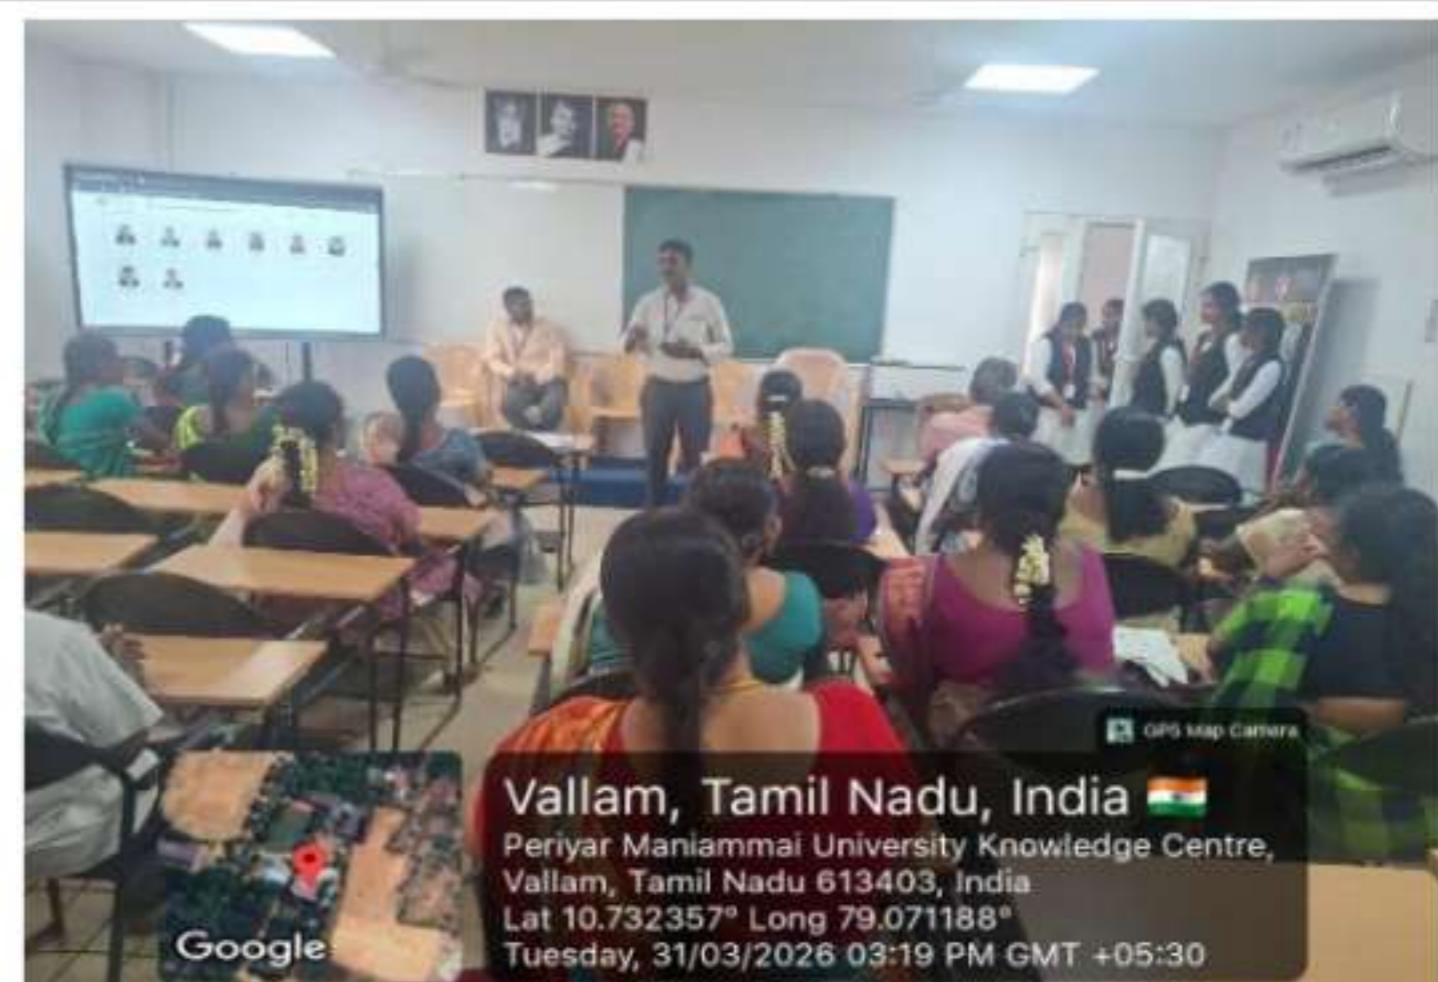 GPS Map Camera
Vallam, Tamil Nadu, India
Periyar Maniammai University Knowledge Centre,
Vallam, Tamil Nadu 613403, India
Lat 10.732357° Long 79.071188°
Tuesday, 31/03/2026 03:19 PM GMT +05:30
Google